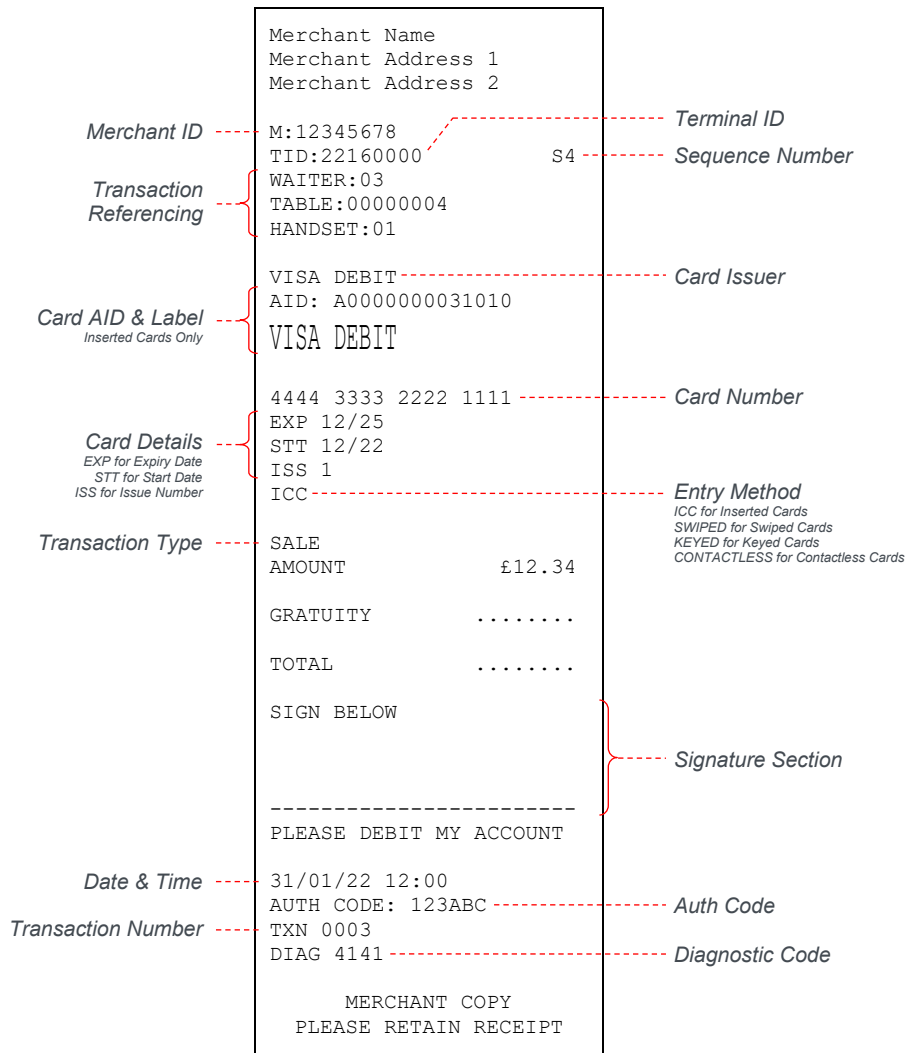 Merchant Name
Merchant Address 1
Merchant Address 2
Merchant ID
M:12345678
Terminal ID
TID:22160000 S4
Sequence Number
Transaction
Referencing
WAITER:03
TABLE:00000004
HANDSET:01
VISA DEBIT
Card Issuer
Card AID & Label
Inserted Cards Only
AID: A0000000031010
VISA DEBIT
4444 3333 2222 1111
Card Number
Card Details
EXP for Expiry Date
STT for Start Date
ISS for Issue Number
EXP 12/25
STT 12/22
ISS 1
ICC
Entry Method
ICC for Inserted Cards
SWIPED for Swiped Cards
KEYED for Keyed Cards
CONTACTLESS for Contactless Cards
Transaction Type
SALE
AMOUNT £12.34
GRATUITY ........
TOTAL ........
SIGN BELOW
Signature Section
------------------------
PLEASE DEBIT MY ACCOUNT
Date & Time
31/01/22 12:00
AUTH CODE: 123ABC
Auth Code
Transaction Number
TXN 0003
DIAG 4141
Diagnostic Code
MERCHANT COPY
PLEASE RETAIN RECEIPT